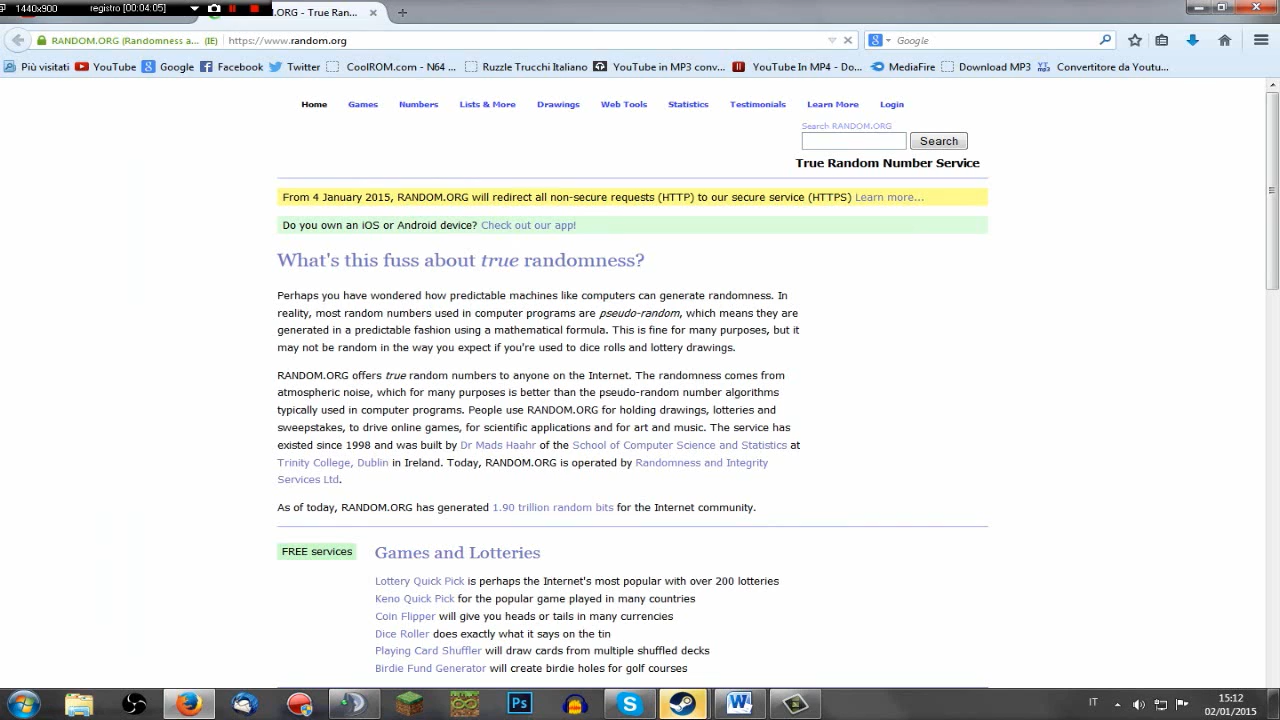 1440x900 registro [00:04:05]
.ORG - True Ran...
RANDOM.ORG (Randomness a... (IE) https://www.random.org Google
Più visitati YouTube Google Facebook Twitter CoolROM.com - N64 ... Ruzzle Trucchi Italiano YouTube in MP3 conv... YouTube In MP4 - Do... MediaFire Download MP3 Convertitore da Youtu...
Home Games Numbers Lists & More Drawings Web Tools Statistics Testimonials Learn More Login
Search RANDOM.ORG
Search
True Random Number Service
From 4 January 2015, RANDOM.ORG will redirect all non-secure requests (HTTP) to our secure service (HTTPS) Learn more...
Do you own an iOS or Android device? Check out our app!
What's this fuss about true randomness?
Perhaps you have wondered how predictable machines like computers can generate randomness. In
reality, most random numbers used in computer programs are pseudo-random, which means they are
generated in a predictable fashion using a mathematical formula. This is fine for many purposes, but it
may not be random in the way you expect if you're used to dice rolls and lottery drawings.
RANDOM.ORG offers true random numbers to anyone on the Internet. The randomness comes from
atmospheric noise, which for many purposes is better than the pseudo-random number algorithms
typically used in computer programs. People use RANDOM.ORG for holding drawings, lotteries and
sweepstakes, to drive online games, for scientific applications and for art and music. The service has
existed since 1998 and was built by Dr Mads Haahr of the School of Computer Science and Statistics at
Trinity College, Dublin in Ireland. Today, RANDOM.ORG is operated by Randomness and Integrity
Services Ltd.
As of today, RANDOM.ORG has generated 1.90 trillion random bits for the Internet community.
FREE services Games and Lotteries
Lottery Quick Pick is perhaps the Internet's most popular with over 200 lotteries
Keno Quick Pick for the popular game played in many countries
Coin Flipper will give you heads or tails in many currencies
Dice Roller does exactly what it says on the tin
Playing Card Shuffler will draw cards from multiple shuffled decks
Birdie Fund Generator will create birdie holes for golf courses
Ps IT 15:12
02/01/2015